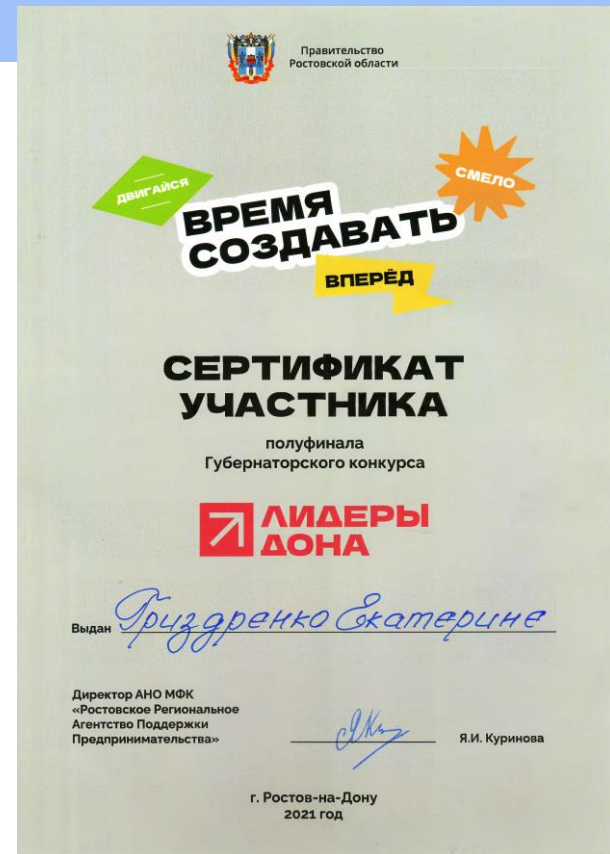 Правительство
Ростовской области
ДВИГАЙСЯ
СМЕЛО
ВРЕМЯ
СОЗДАВАТЬ
ВПЕРЁД
СЕРТИФИКАТ
УЧАСТНИКА
полуфинала
Губернаторского конкурса
ЛИДЕРЫ
ДОНА
Выдан Гриздренко Екатерине
Директор АНО МФК
«Ростовское Региональное
Агентство Поддержки
Предпринимательства»
Я.И. Куринова
г. Ростов-на-Дону
2021 год